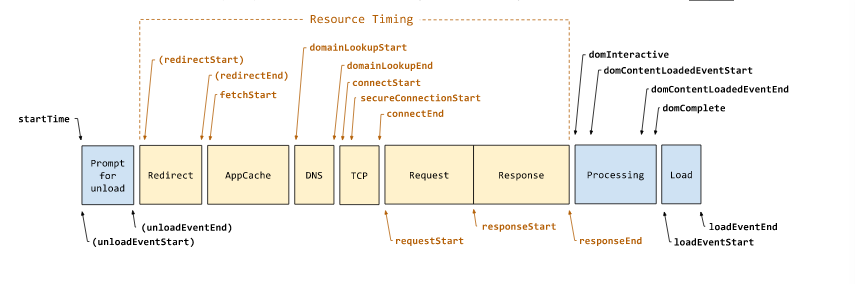 Resource Timing
domainLookupStart
domInteractive
(redirectStart)
domainLookupEnd
domContentLoadedEventStart
(redirectEnd)
connectStart
domContentLoadedEventEnd
fetchStart
secureConnectionStart
domComplete
connectEnd
startTime
Prompt
for
unload
Redirect
AppCache
DNS
TCP
Request
Response
Processing
Load
(unloadEventEnd)
responseStart
loadEventEnd
(unloadEventStart)
requestStart
responseEnd
loadEventStart